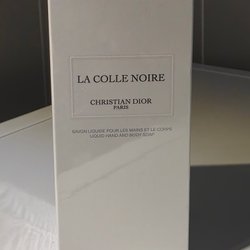 LA COLLE NOIRE
CHRISTIAN DIOR
PARIS
SAVON LIQUIDE POUR LES MAINS ET LE CORPS
LIQUID HAND AND BODY SOAP